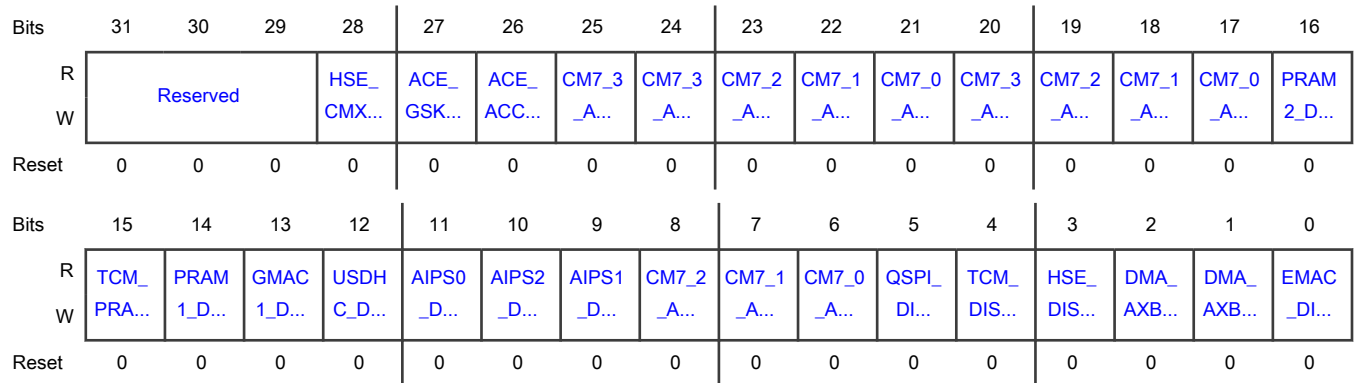 Bits 31 30 29 28 27 26 25 24 23 22 21 20 19 18 17 16
R Reserved HSE_ ACE_ ACE_ CM7_3 CM7_3 CM7_2 CM7_1 CM7_0 CM7_3 CM7_2 CM7_1 CM7_0 PRAM
W CMX... GSK... ACC... _A... _A... _A... _A... _A... _A... _A... _A... _A... 2_D...
Reset 0 0 0 0 0 0 0 0 0 0 0 0 0 0 0 0
Bits 15 14 13 12 11 10 9 8 7 6 5 4 3 2 1 0
R TCM_ PRAM GMAC USDH AIPS0 AIPS2 AIPS1 CM7_2 CM7_1 CM7_0 QSPI_ TCM_ HSE_ DMA_ DMA_ EMAC
W PRA... 1_D... 1_D... C_D... _D... _D... _D... _A... _A... _A... DI... DIS... DIS... AXB... AXB... _DI...
Reset 0 0 0 0 0 0 0 0 0 0 0 0 0 0 0 0